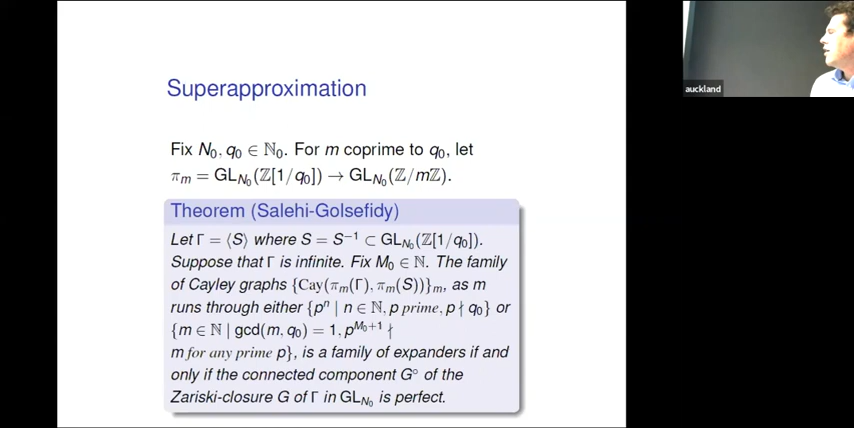 Superapproximation
Fix N₀, q₀ ∈ ℕ₀. For m coprime to q₀, let
πₘ = GL_{N₀}(ℤ[1/q₀]) → GL_{N₀}(ℤ/mℤ).
Theorem (Salehi-Golsefidy)
Let Γ = ⟨S⟩ where S = S⁻¹ ⊂ GL_{N₀}(ℤ[1/q₀]).
Suppose that Γ is infinite. Fix M₀ ∈ ℕ. The family
of Cayley graphs {Cay(πₘ(Γ), πₘ(S))}ₘ, as m
runs through either {pⁿ | n ∈ ℕ, p prime, p ∤ q₀} or
{m ∈ ℕ | gcd(m, q₀) = 1, p^{M₀+1} ∤
m for any prime p}, is a family of expanders if and
only if the connected component G° of the
Zariski-closure G of Γ in GL_{N₀} is perfect.
auckland